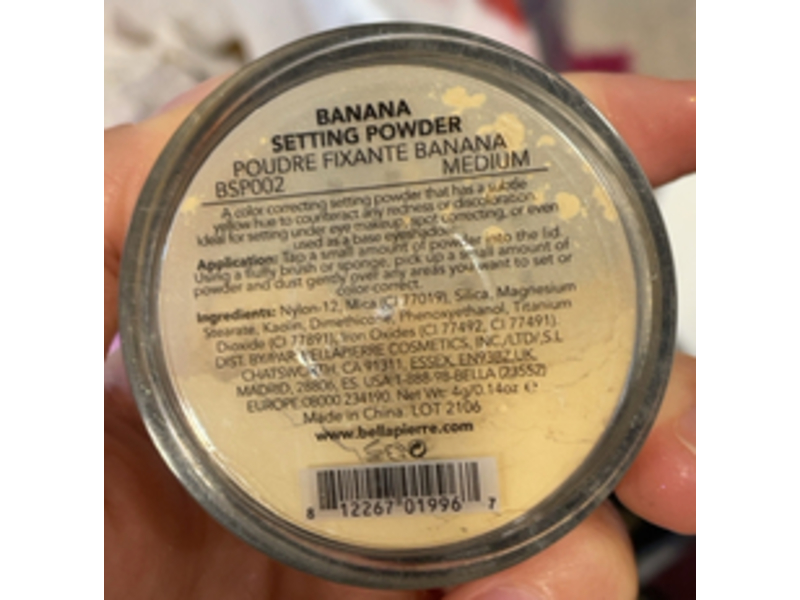 BANANA
SETTING POWDER
POUDRE FIXANTE BANANA
BSP002 MEDIUM
A color correcting setting powder that has a subtle
yellow hue to counteract any redness or discoloration.
Ideal for setting under eye makeup, spot correcting, or even
used as a base eyeshadow.
Application: Tap a small amount of powder into the lid.
Using a fluffy brush or sponge, pick up a small amount of
powder and dust gently over any areas you want to set or
color-correct.
Ingredients: Nylon-12, Mica (CI 77019), Silica, Magnesium
Stearate, Kaolin, Dimethicone, Phenoxyethanol, Titanium
Dioxide (CI 77891), Iron Oxides (CI 77492, CI 77491).
DIST. BY/PAR BELLAPIERRE COSMETICS, INC./LTD/.S.L
CHATSWORTH, CA 91311, ESSEX, EN93BZ,UK.
MADRID, 28806, ES. USA 1-888-98-BELLA (23552)
EUROPE 08000 234190. Net Wt: 4g/0.14oz e
Made in China. LOT 2106
www.bellapierre.com
8 12267 01996 7